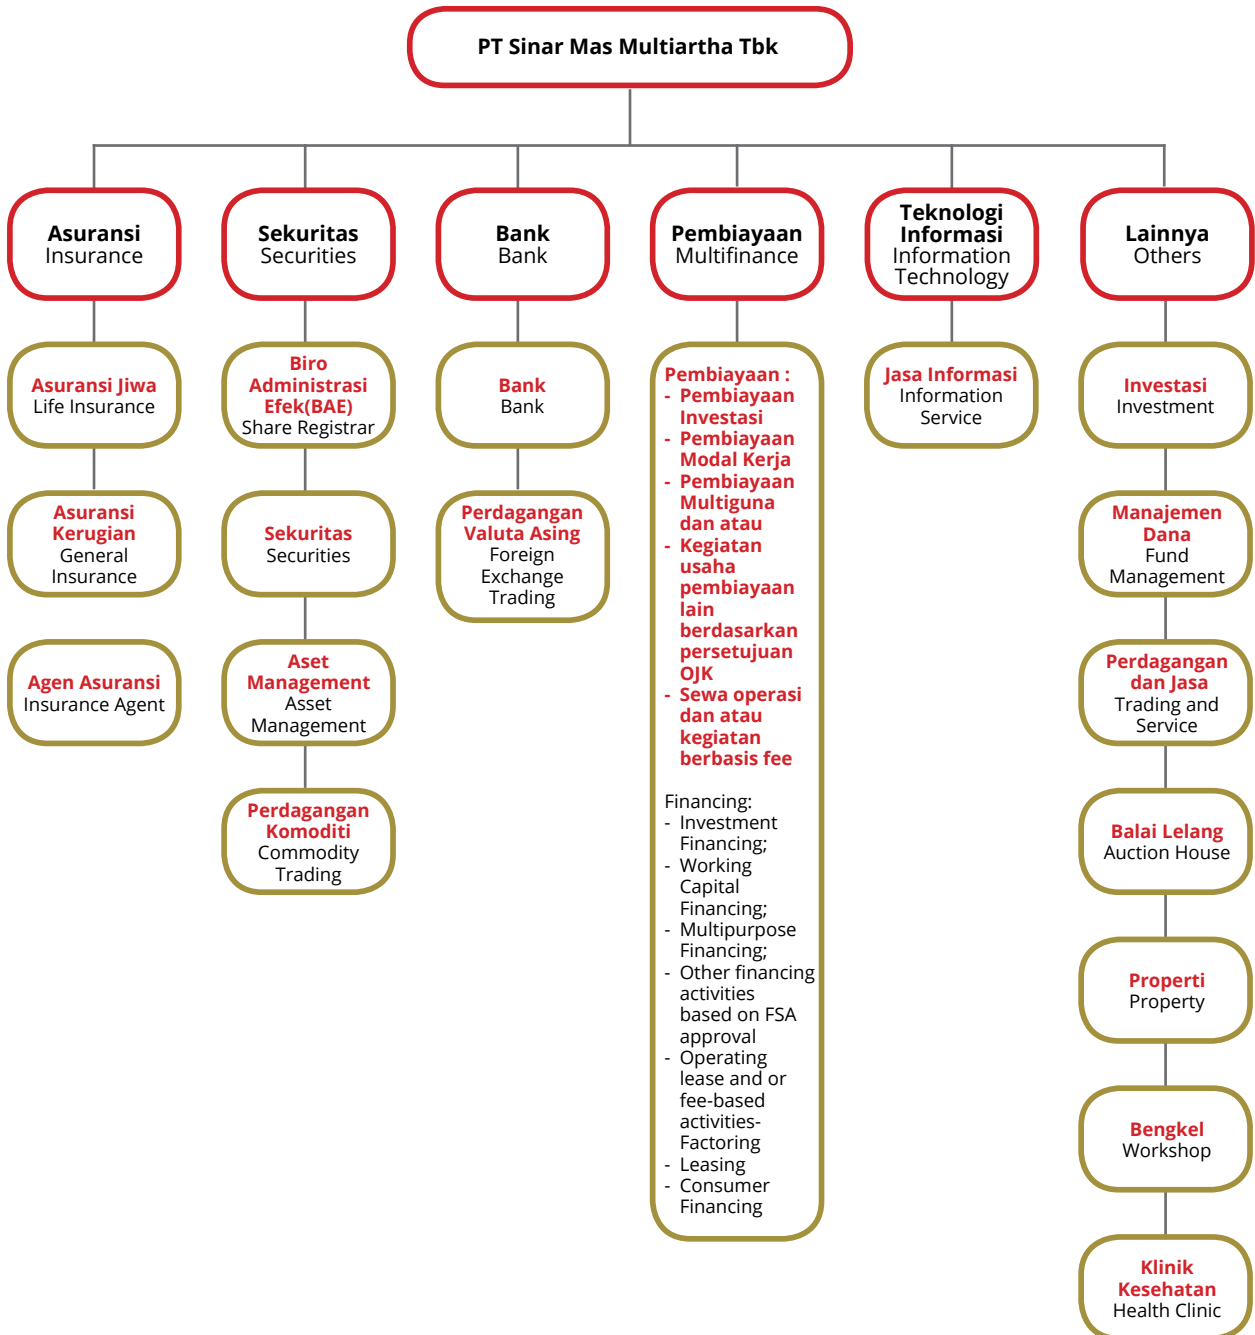 PT Sinar Mas Multiartha Tbk
Asuransi
Insurance
Sekuritas
Securities
Bank
Bank
Pembiayaan
Multifinance
Teknologi
Informasi
Information
Technology
Lainnya
Others
Asuransi Jiwa
Life Insurance
Asuransi
Kerugian
General
Insurance
Agen Asuransi
Insurance Agent
Biro
Administrasi
Efek(BAE)
Share Registrar
Sekuritas
Securities
Aset
Management
Asset
Management
Perdagangan
Komoditi
Commodity
Trading
Bank
Bank
Perdagangan
Valuta Asing
Foreign
Exchange
Trading
Pembiayaan :
- Pembiayaan
Investasi
- Pembiayaan
Modal Kerja
- Pembiayaan
Multiguna
dan atau
- Kegiatan
usaha
pembiayaan
lain
berdasarkan
persetujuan
OJK
- Sewa operasi
dan atau
kegiatan
berbasis fee
Financing:
- Investment
Financing;
- Working
Capital
Financing;
- Multipurpose
Financing;
- Other financing
activities
based on FSA
approval
- Operating
lease and or
fee-based
activities-
Factoring
- Leasing
- Consumer
Financing
Jasa Informasi
Information
Service
Investasi
Investment
Manajemen
Dana
Fund
Management
Perdagangan
dan Jasa
Trading and
Service
Balai Lelang
Auction House
Properti
Property
Bengkel
Workshop
Klinik
Kesehatan
Health Clinic